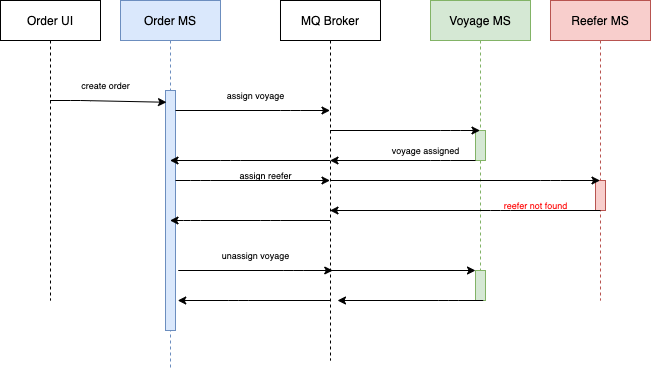 Order UI
Order MS
MQ Broker
Voyage MS
Reefer MS
create order
assign voyage
voyage assigned
assign reefer
reefer not found
unassign voyage